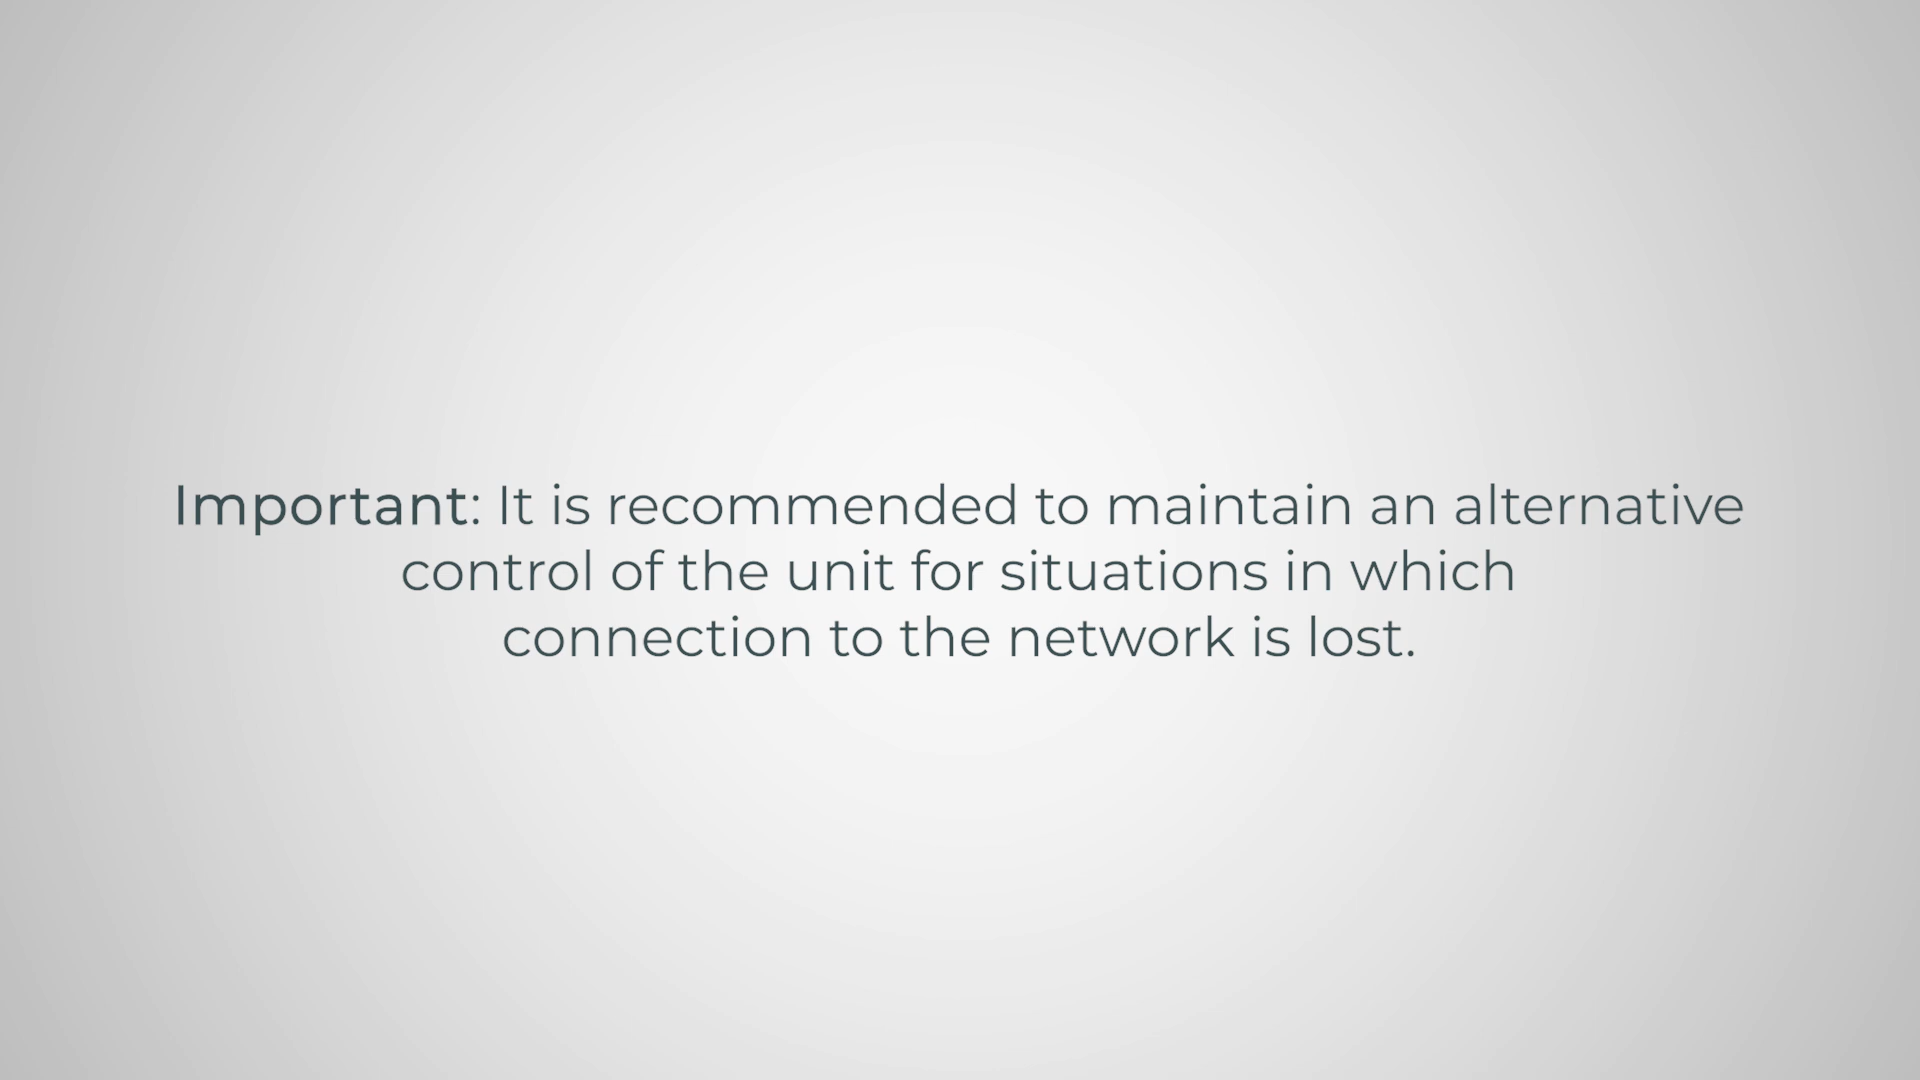 Important: It is recommended to maintain an alternative
control of the unit for situations in which
connection to the network is lost.